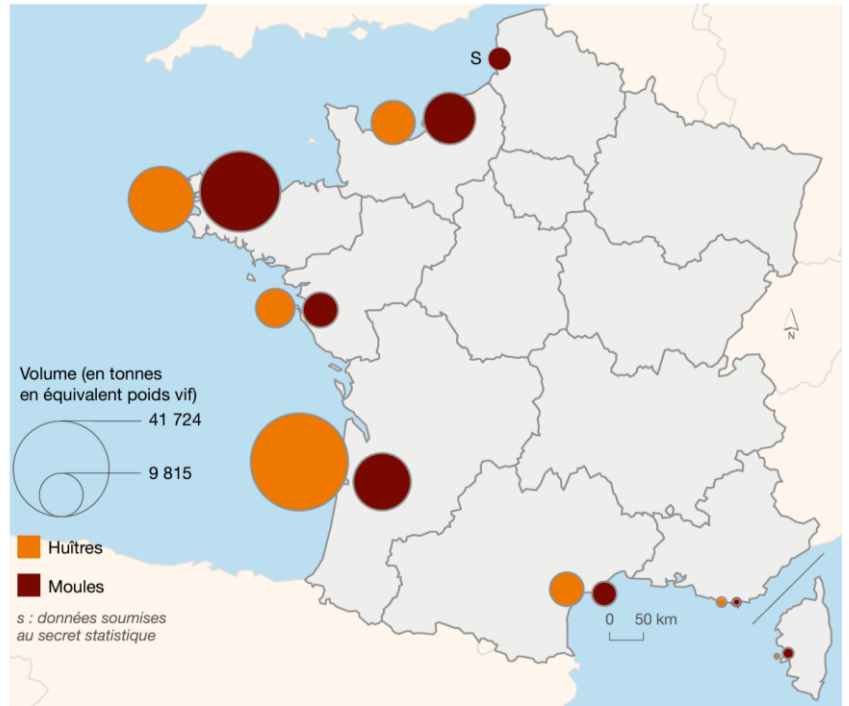 S
N
Volume (en tonnes
en équivalent poids vif)
41 724
9 815
Huîtres
Moules
s : données soumises
au secret statistique
0 50 km